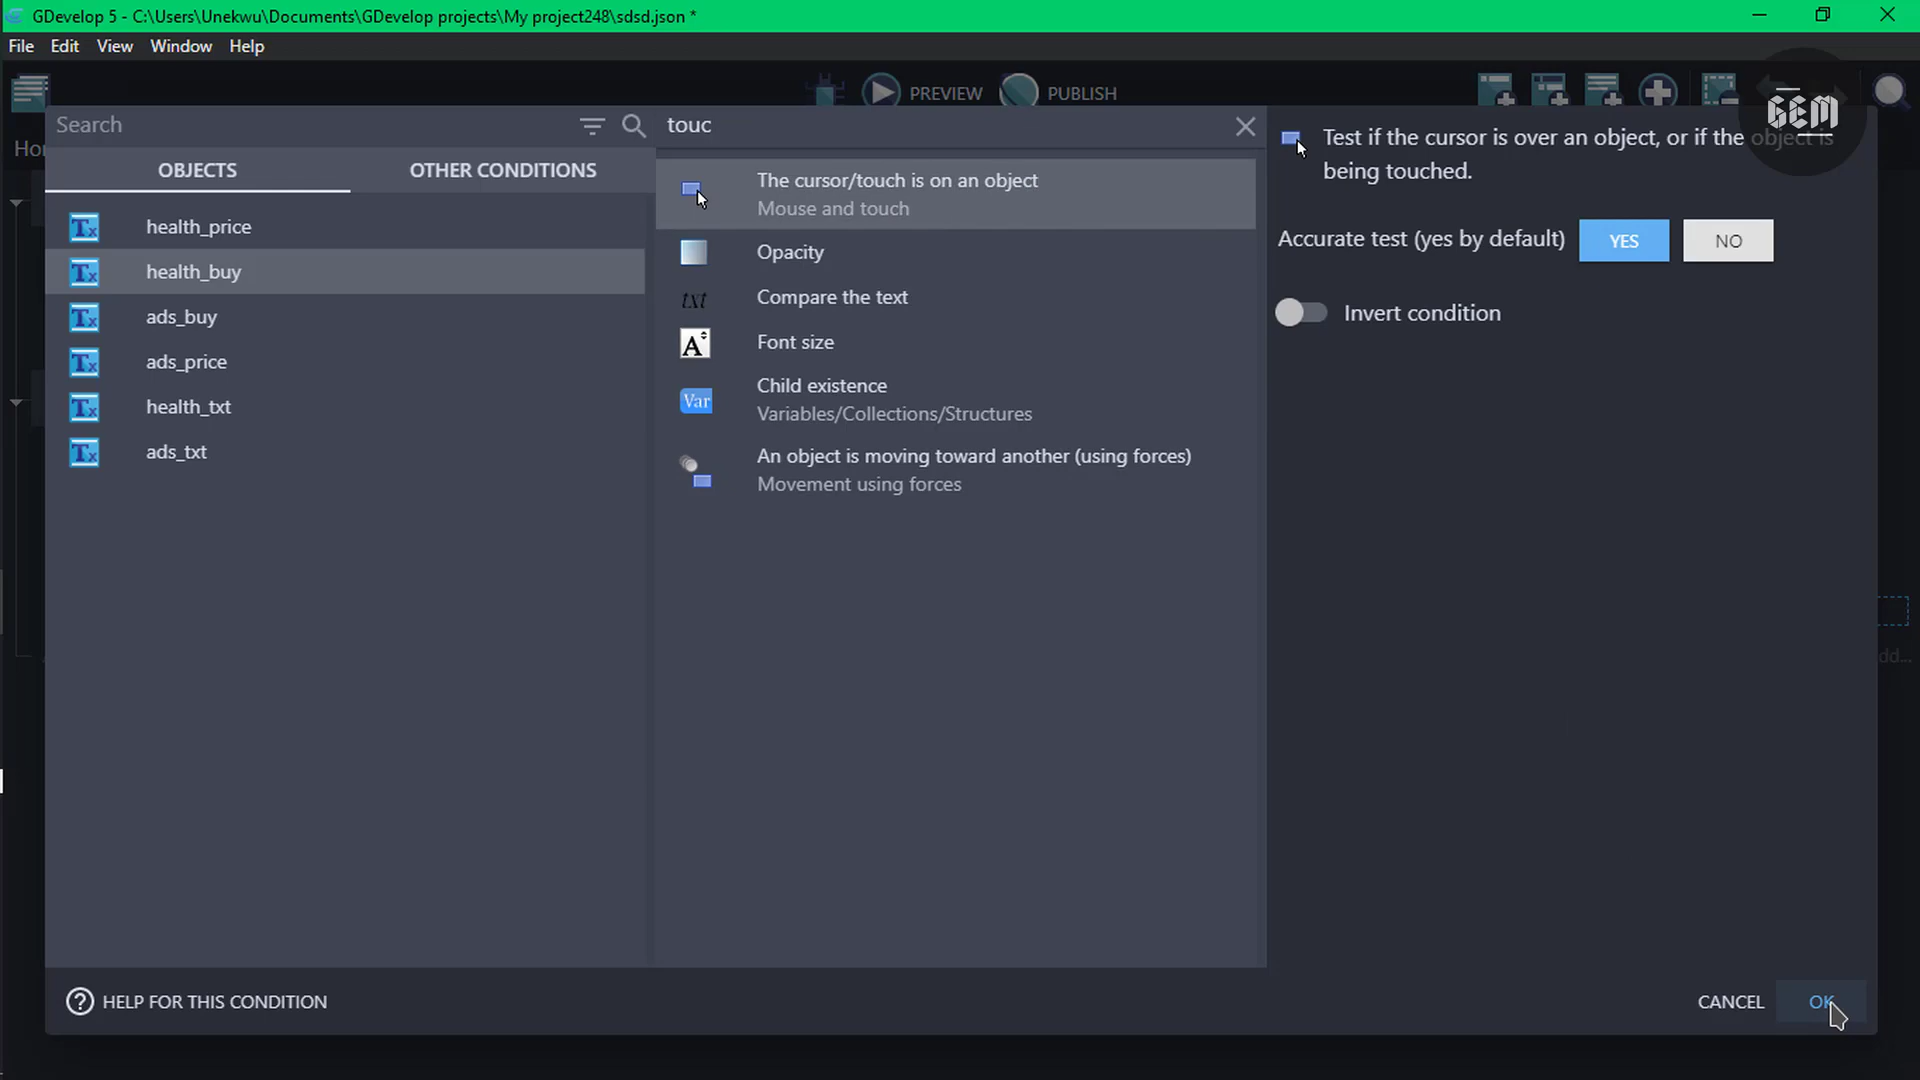 GDevelop 5 - C:\Users\Unekwu\Documents\GDevelop projects\My project248\sdsd.json *
File Edit View Window Help
PREVIEW PUBLISH
GEM
Search
touc
OBJECTS
OTHER CONDITIONS
health_price
health_buy
ads_buy
ads_price
health_txt
ads_txt
The cursor/touch is on an object
Mouse and touch
Opacity
txt
Compare the text
A
Font size
Var
Child existence
Variables/Collections/Structures
An object is moving toward another (using forces)
Movement using forces
Test if the cursor is over an object, or if the object is
being touched.
Accurate test (yes by default) YES NO
Invert condition
? HELP FOR THIS CONDITION
CANCEL OK